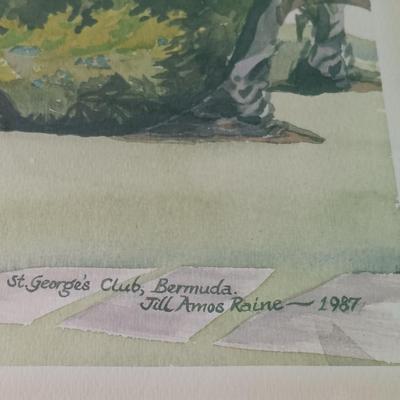 St. George's Club, Bermuda.
Jill Amos Raine — 1987